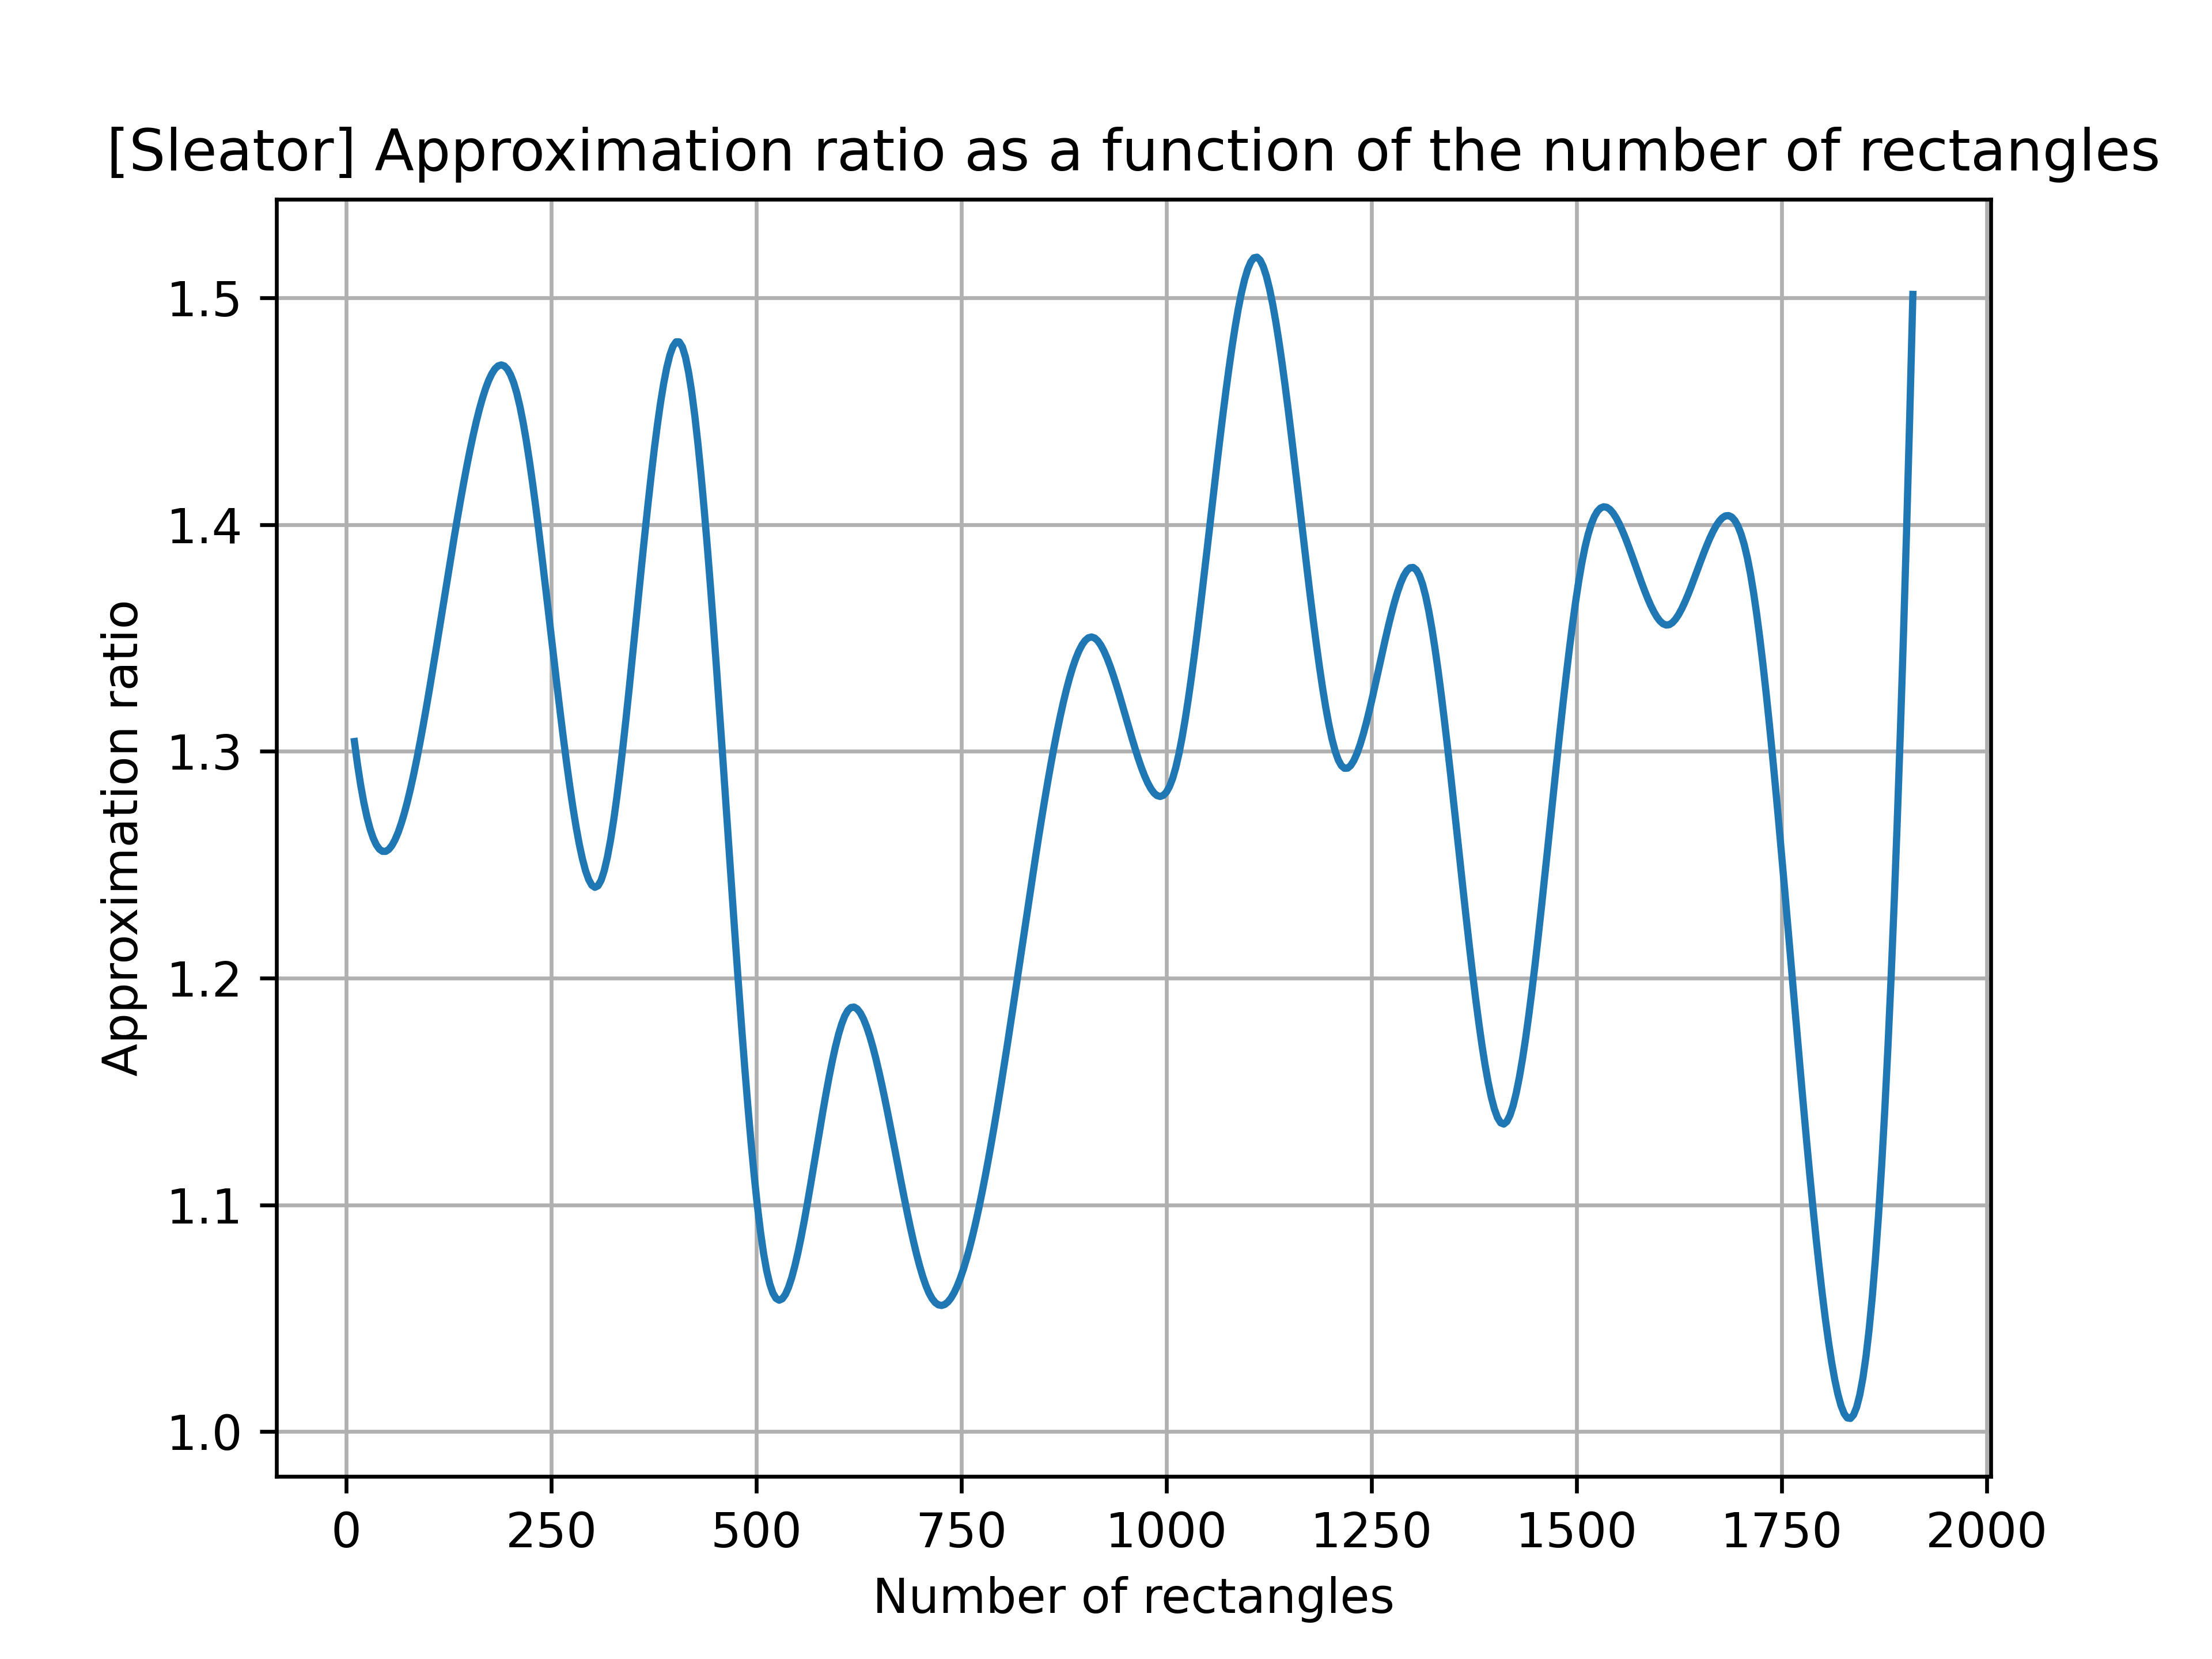 [Sleator] Approximation ratio as a function of the number of rectangles
1.5
1.4
1.3
1.2
1.1
1.0
Approximation ratio
0 250 500 750 1000 1250 1500 1750 2000
Number of rectangles